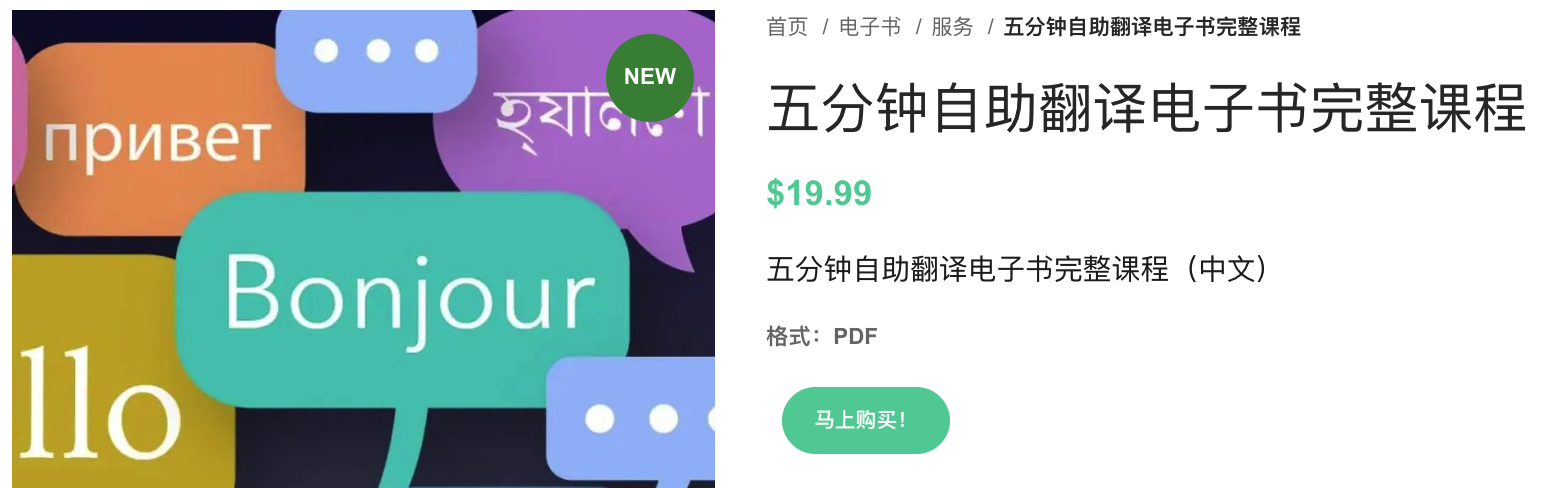 首页 / 电子书 / 服务 / 五分钟自助翻译电子书完整课程
五分钟自助翻译电子书完整课程
$19.99
五分钟自助翻译电子书完整课程（中文）
格式：PDF
马上购买！
NEW
привет
Bonjour
llo